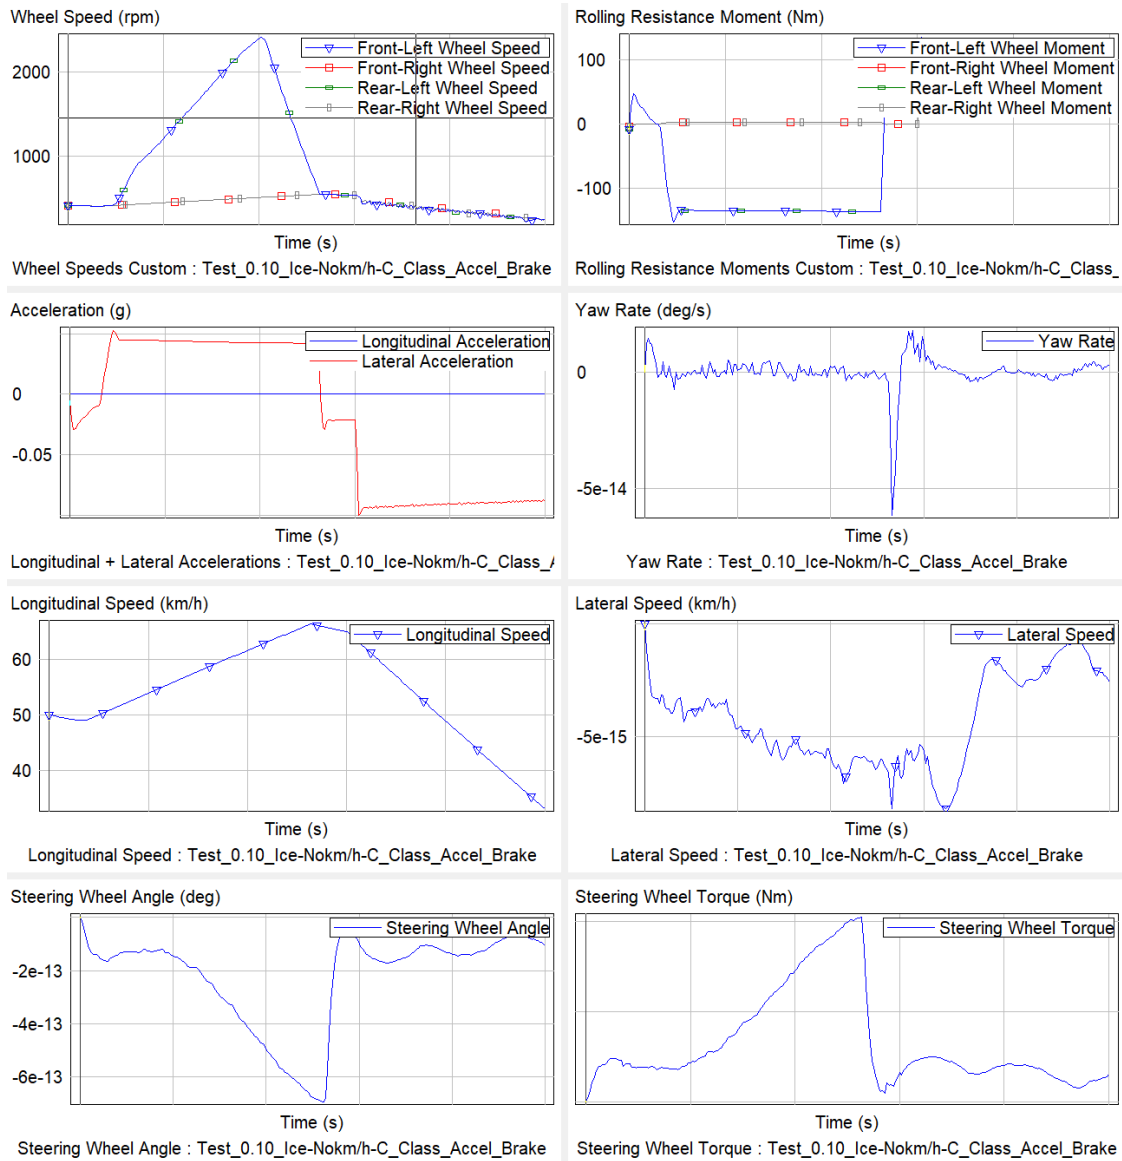 Wheel Speed (rpm)
2000
1000
Front-Left Wheel Speed
Front-Right Wheel Speed
Rear-Left Wheel Speed
Rear-Right Wheel Speed
Time (s)
Wheel Speeds Custom : Test_0.10_Ice-Nokm/h-C_Class_Accel_Brake
Rolling Resistance Moment (Nm)
100
0
-100
Front-Left Wheel Moment
Front-Right Wheel Moment
Rear-Left Wheel Moment
Rear-Right Wheel Moment
Time (s)
Rolling Resistance Moments Custom : Test_0.10_Ice-Nokm/h-C_Class_
Acceleration (g)
0
-0.05
Longitudinal Acceleration
Lateral Acceleration
Time (s)
Longitudinal + Lateral Accelerations : Test_0.10_Ice-Nokm/h-C_Class_A
Yaw Rate (deg/s)
0
-5e-14
Yaw Rate
Time (s)
Yaw Rate : Test_0.10_Ice-Nokm/h-C_Class_Accel_Brake
Longitudinal Speed (km/h)
60
50
40
Longitudinal Speed
Time (s)
Longitudinal Speed : Test_0.10_Ice-Nokm/h-C_Class_Accel_Brake
Lateral Speed (km/h)
-5e-15
Lateral Speed
Time (s)
Lateral Speed : Test_0.10_Ice-Nokm/h-C_Class_Accel_Brake
Steering Wheel Angle (deg)
-2e-13
-4e-13
-6e-13
Steering Wheel Angle
Time (s)
Steering Wheel Angle : Test_0.10_Ice-Nokm/h-C_Class_Accel_Brake
Steering Wheel Torque (Nm)
Steering Wheel Torque
Time (s)
Steering Wheel Torque : Test_0.10_Ice-Nokm/h-C_Class_Accel_Brake